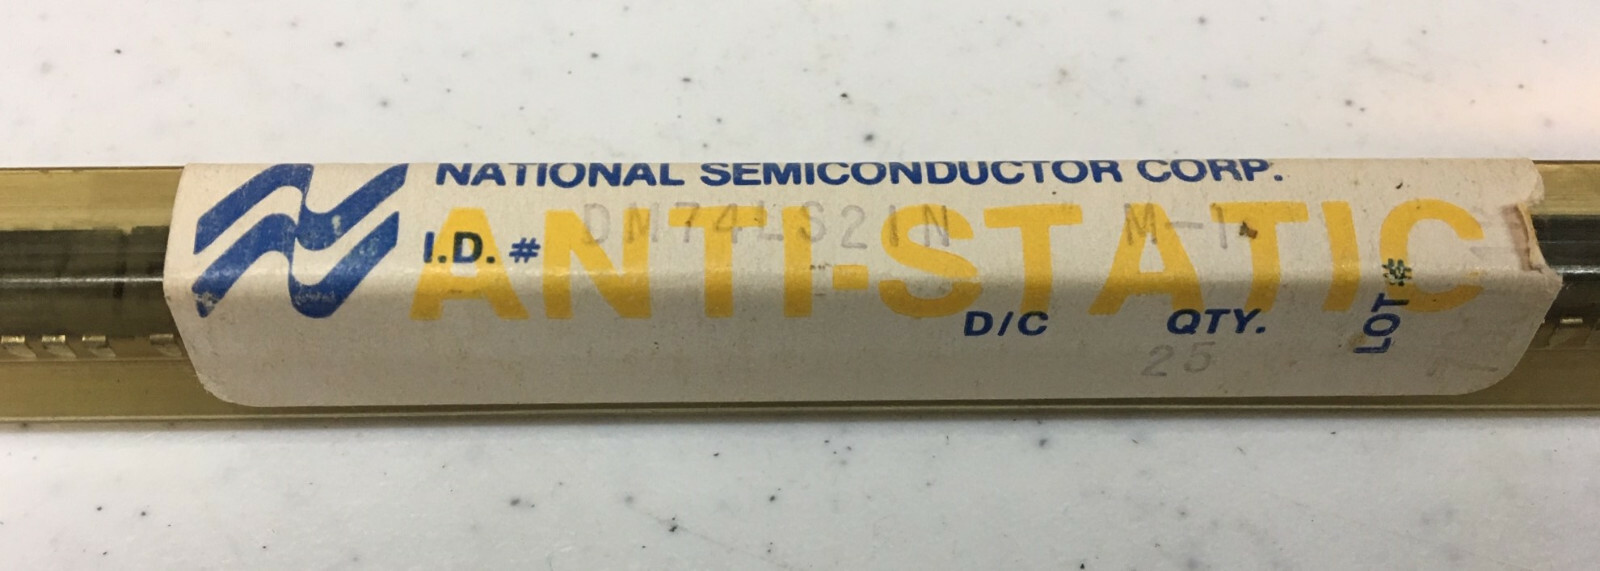 NATIONAL SEMICONDUCTOR CORP.
I.D. # DM74LS21N M-1
ANTI-STATIC
D/C QTY. LOT #
25